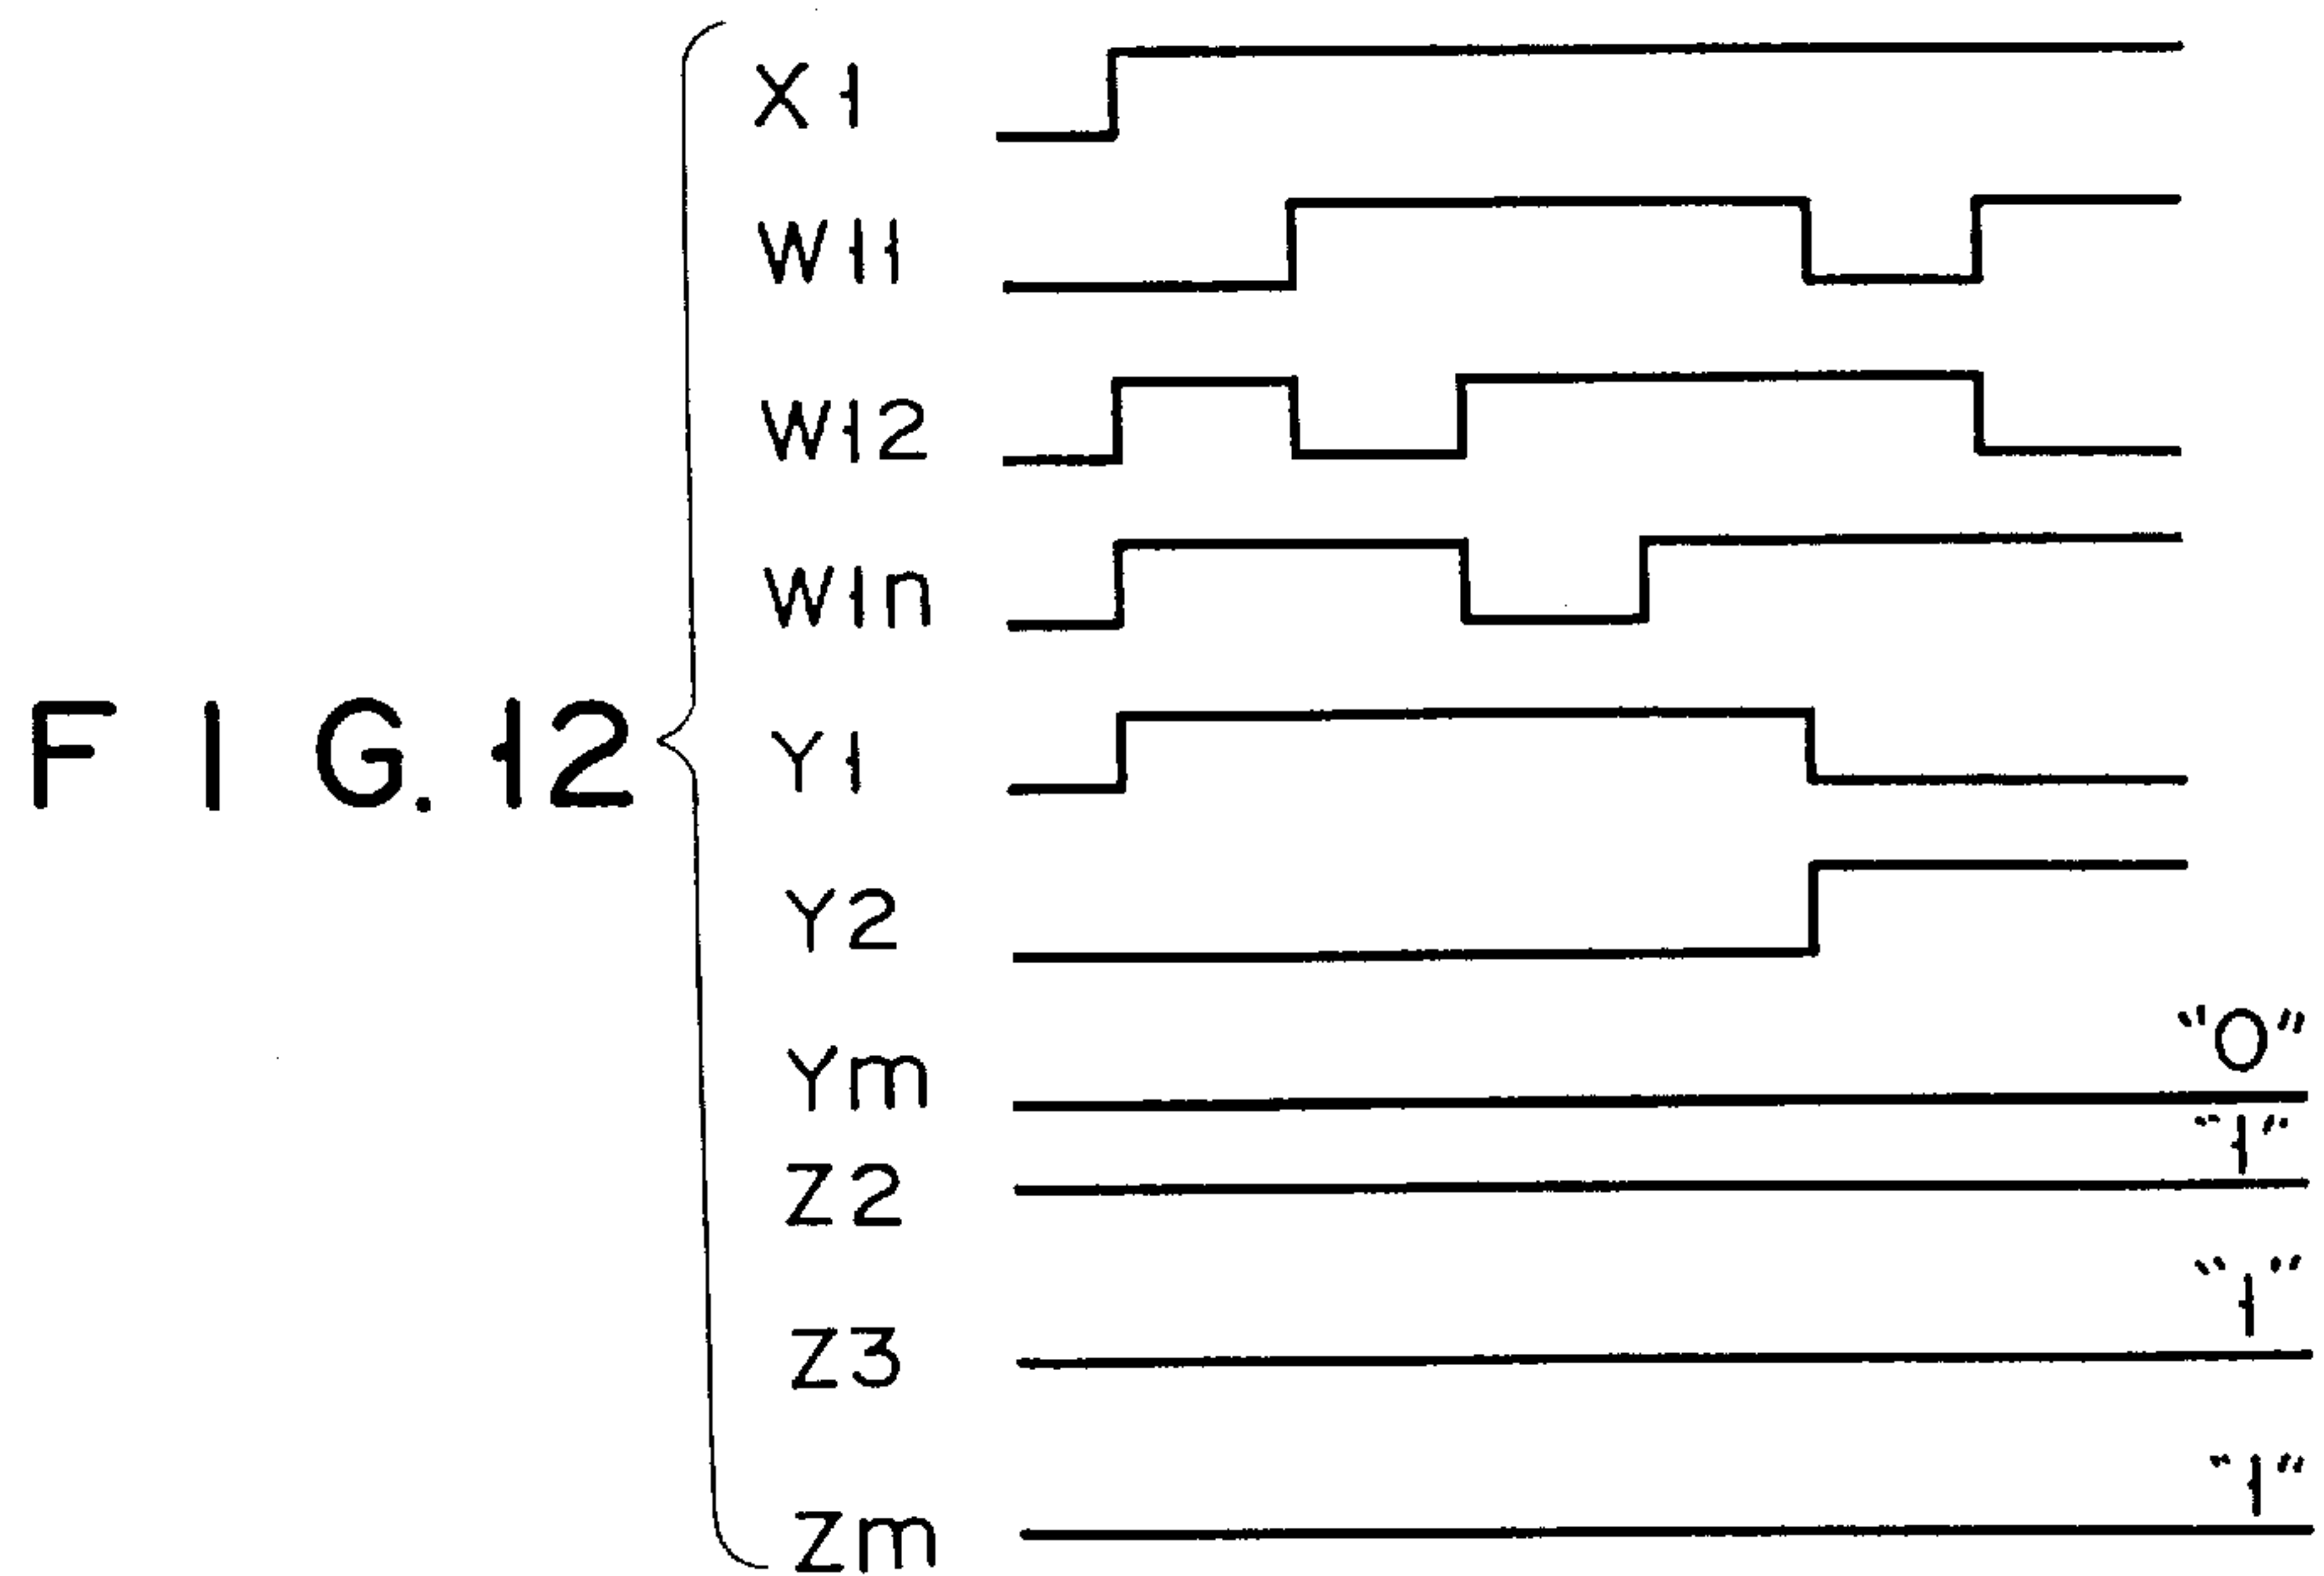 X1
W11
W12
W1n
Y1
FIG.12
Y2
Ym "0"
Z2 "1"
Z3 "1"
Zm "1"